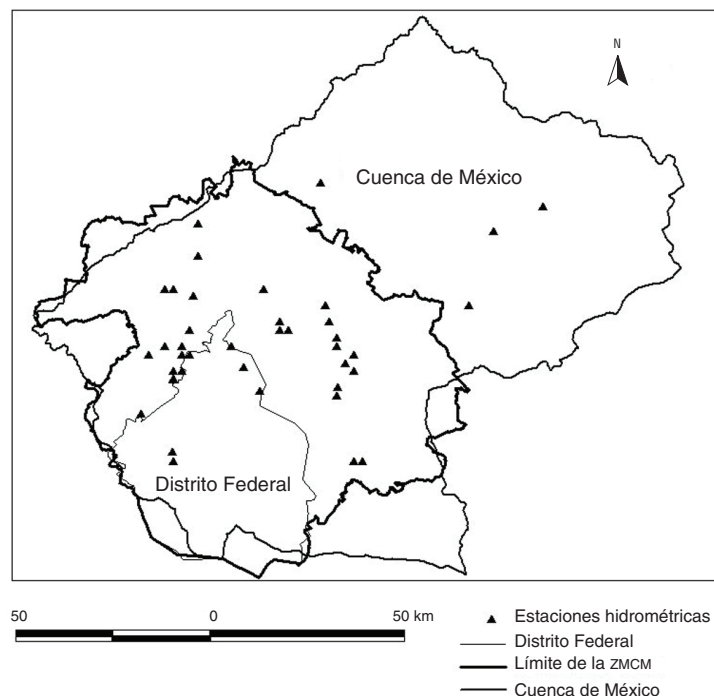 N
Cuenca de México
Distrito Federal
50 0 50 km
Estaciones hidrométricas
Distrito Federal
Límite de la ZMCM
Cuenca de México